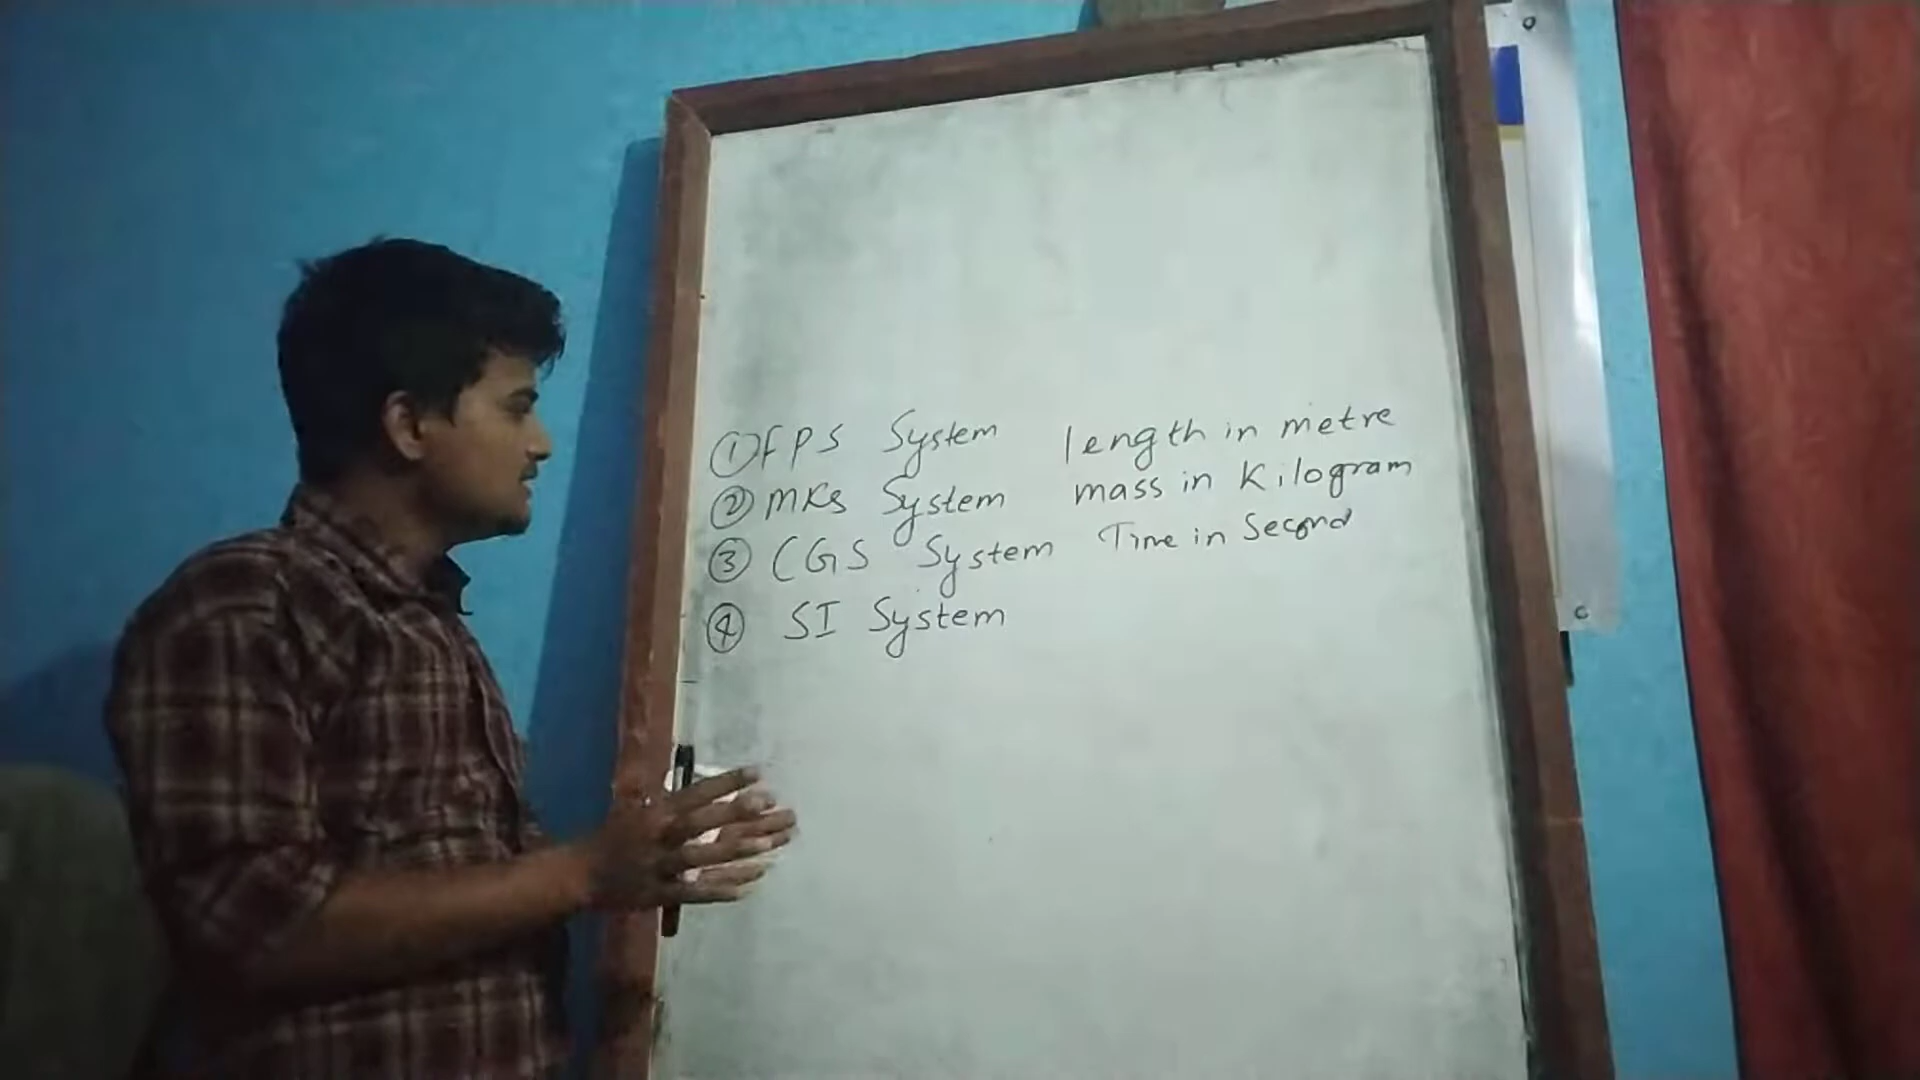 ① FPS System length in metre
② MKS System mass in Kilogram
③ CGS System Time in Second
④ SI System